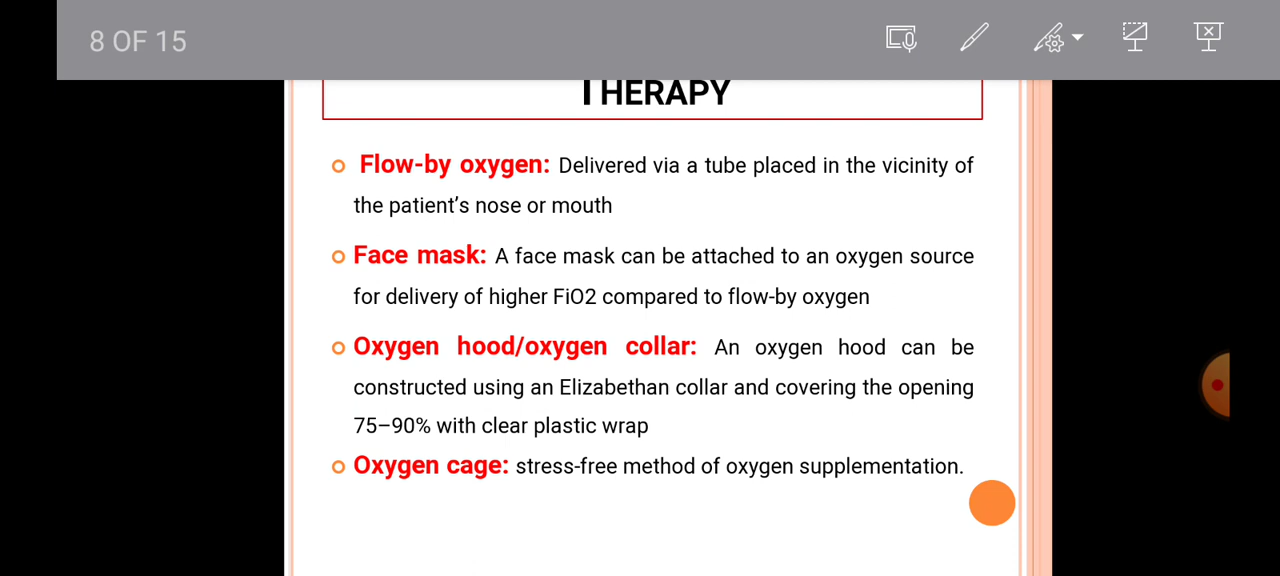 8 OF 15
THERAPY
Flow-by oxygen: Delivered via a tube placed in the vicinity of
the patient's nose or mouth
Face mask: A face mask can be attached to an oxygen source
for delivery of higher FiO2 compared to flow-by oxygen
Oxygen hood/oxygen collar: An oxygen hood can be
constructed using an Elizabethan collar and covering the opening
75–90% with clear plastic wrap
Oxygen cage: stress-free method of oxygen supplementation.